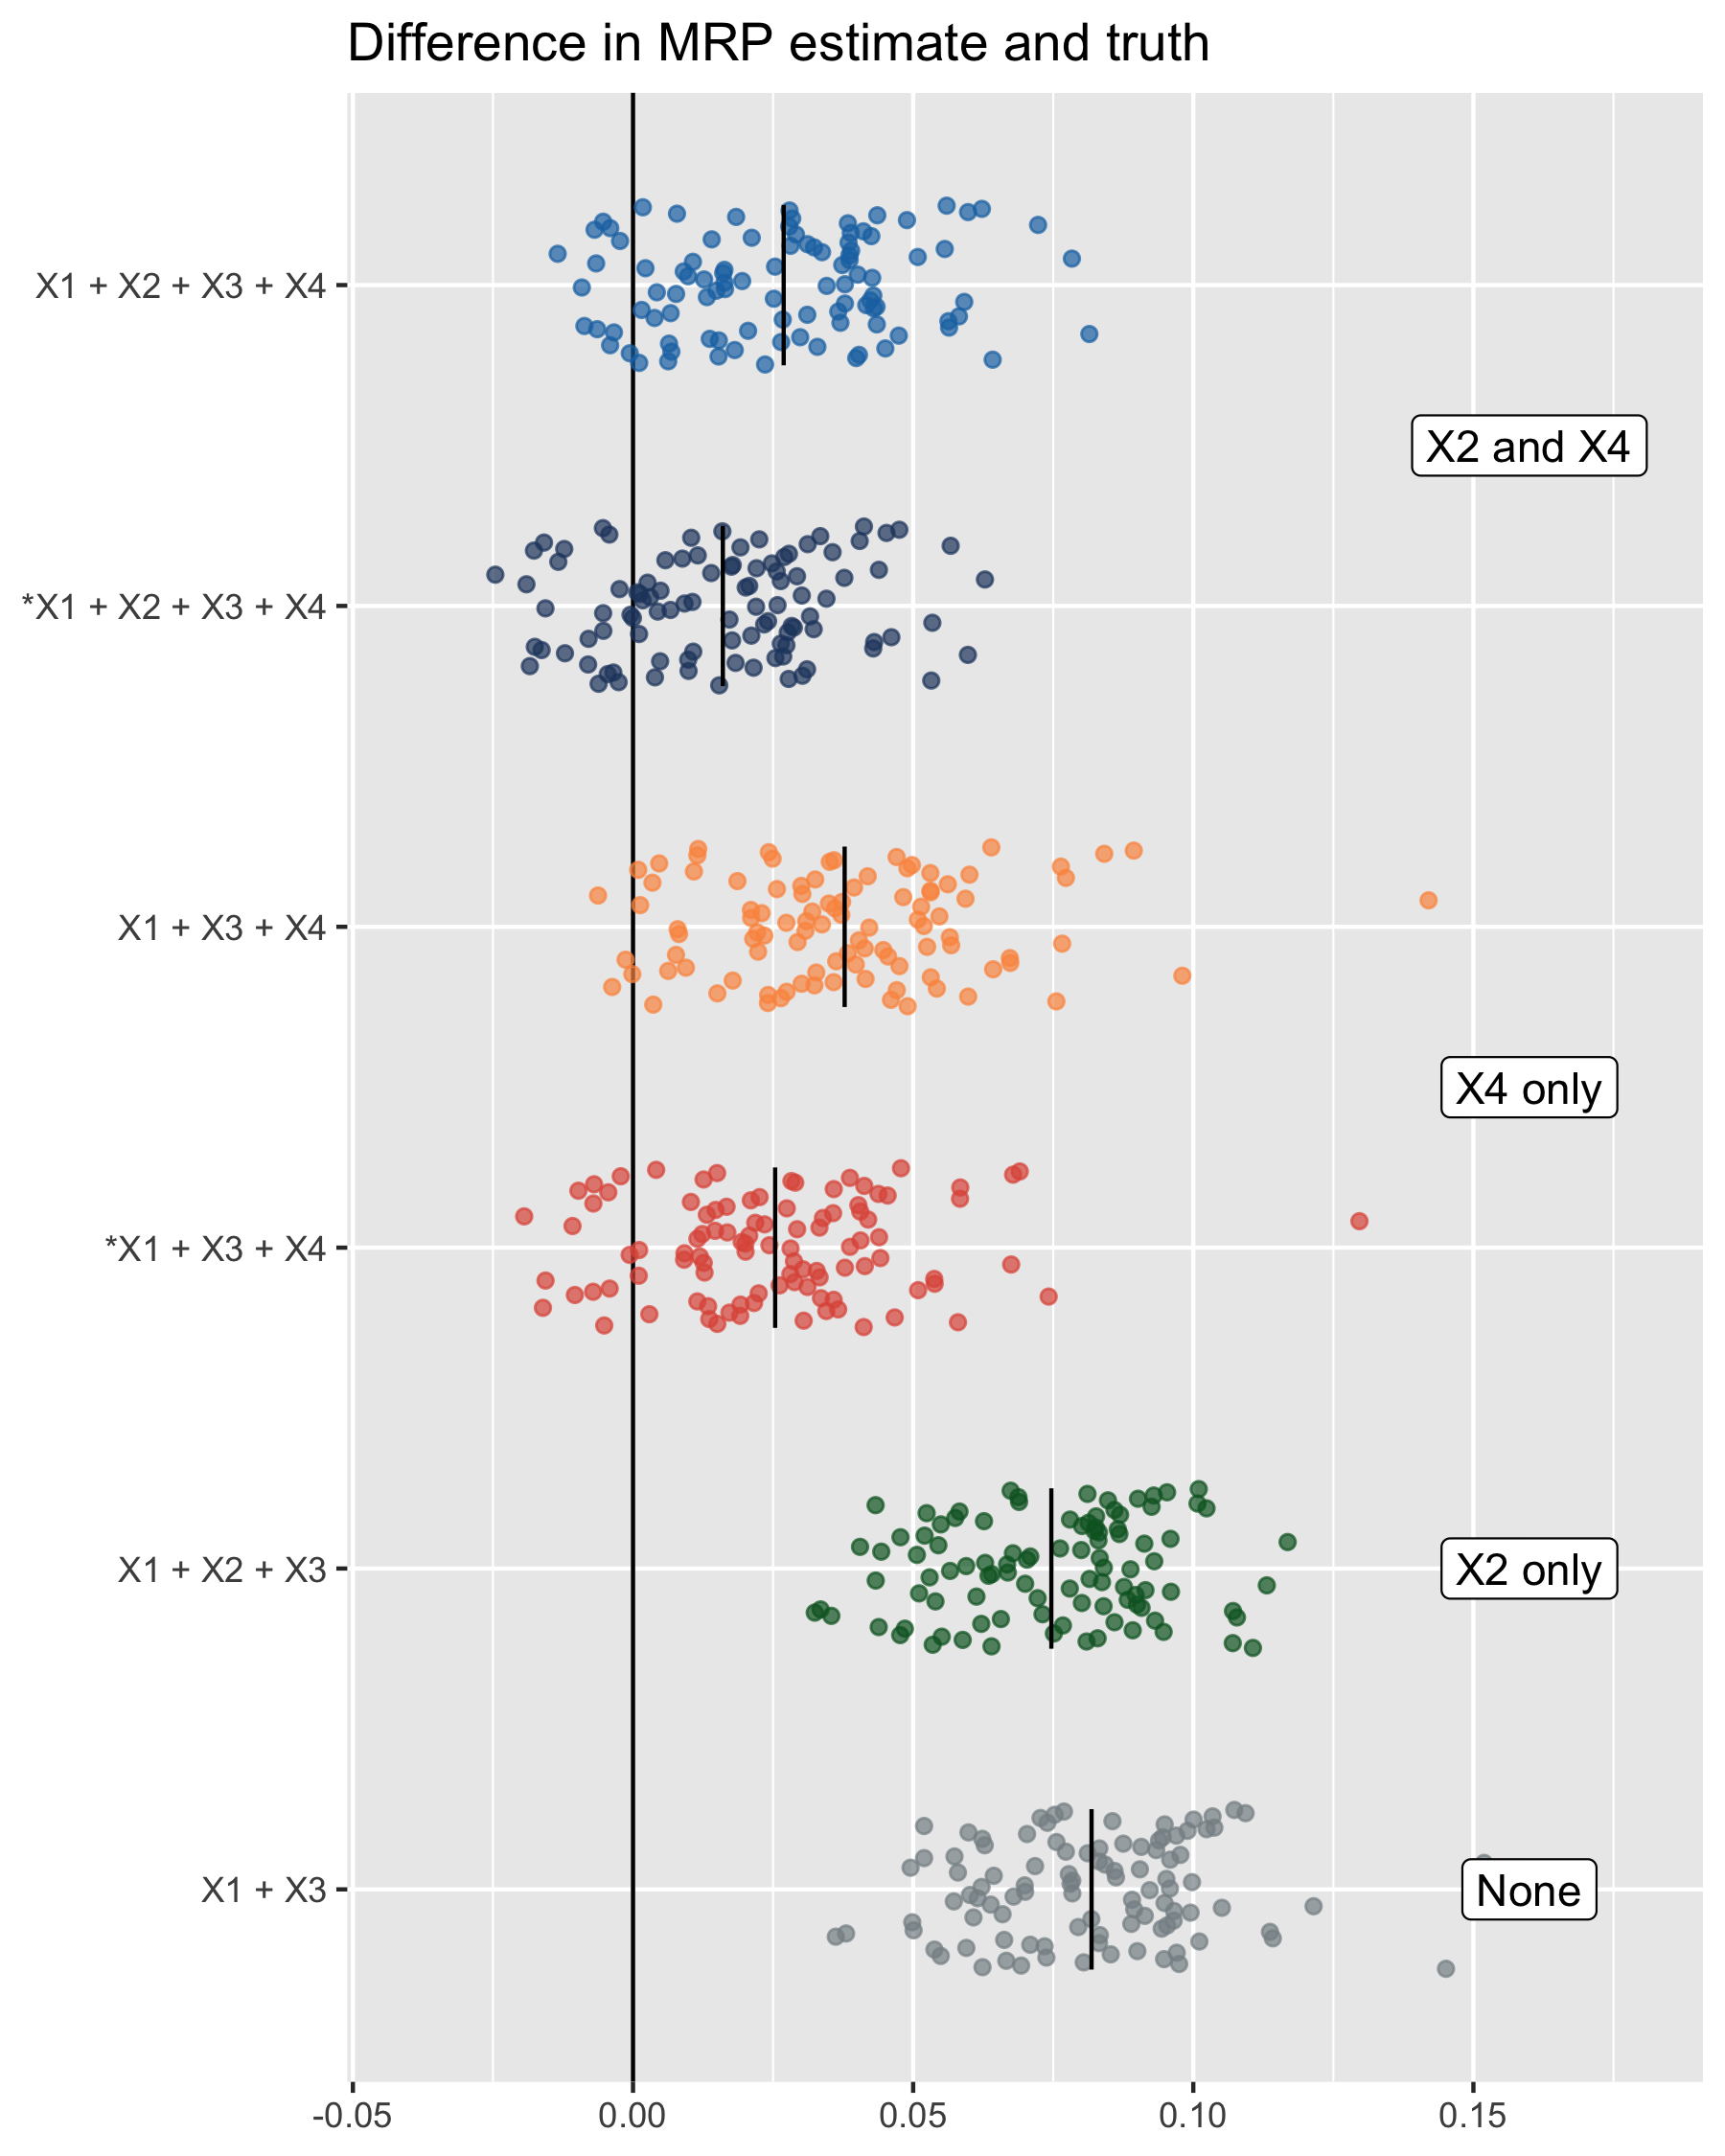 Difference in MRP estimate and truth
X1 + X2 + X3 + X4
X2 and X4
*X1 + X2 + X3 + X4
X1 + X3 + X4
X4 only
*X1 + X3 + X4
X1 + X2 + X3
X2 only
X1 + X3
None
-0.05 0.00 0.05 0.10 0.15